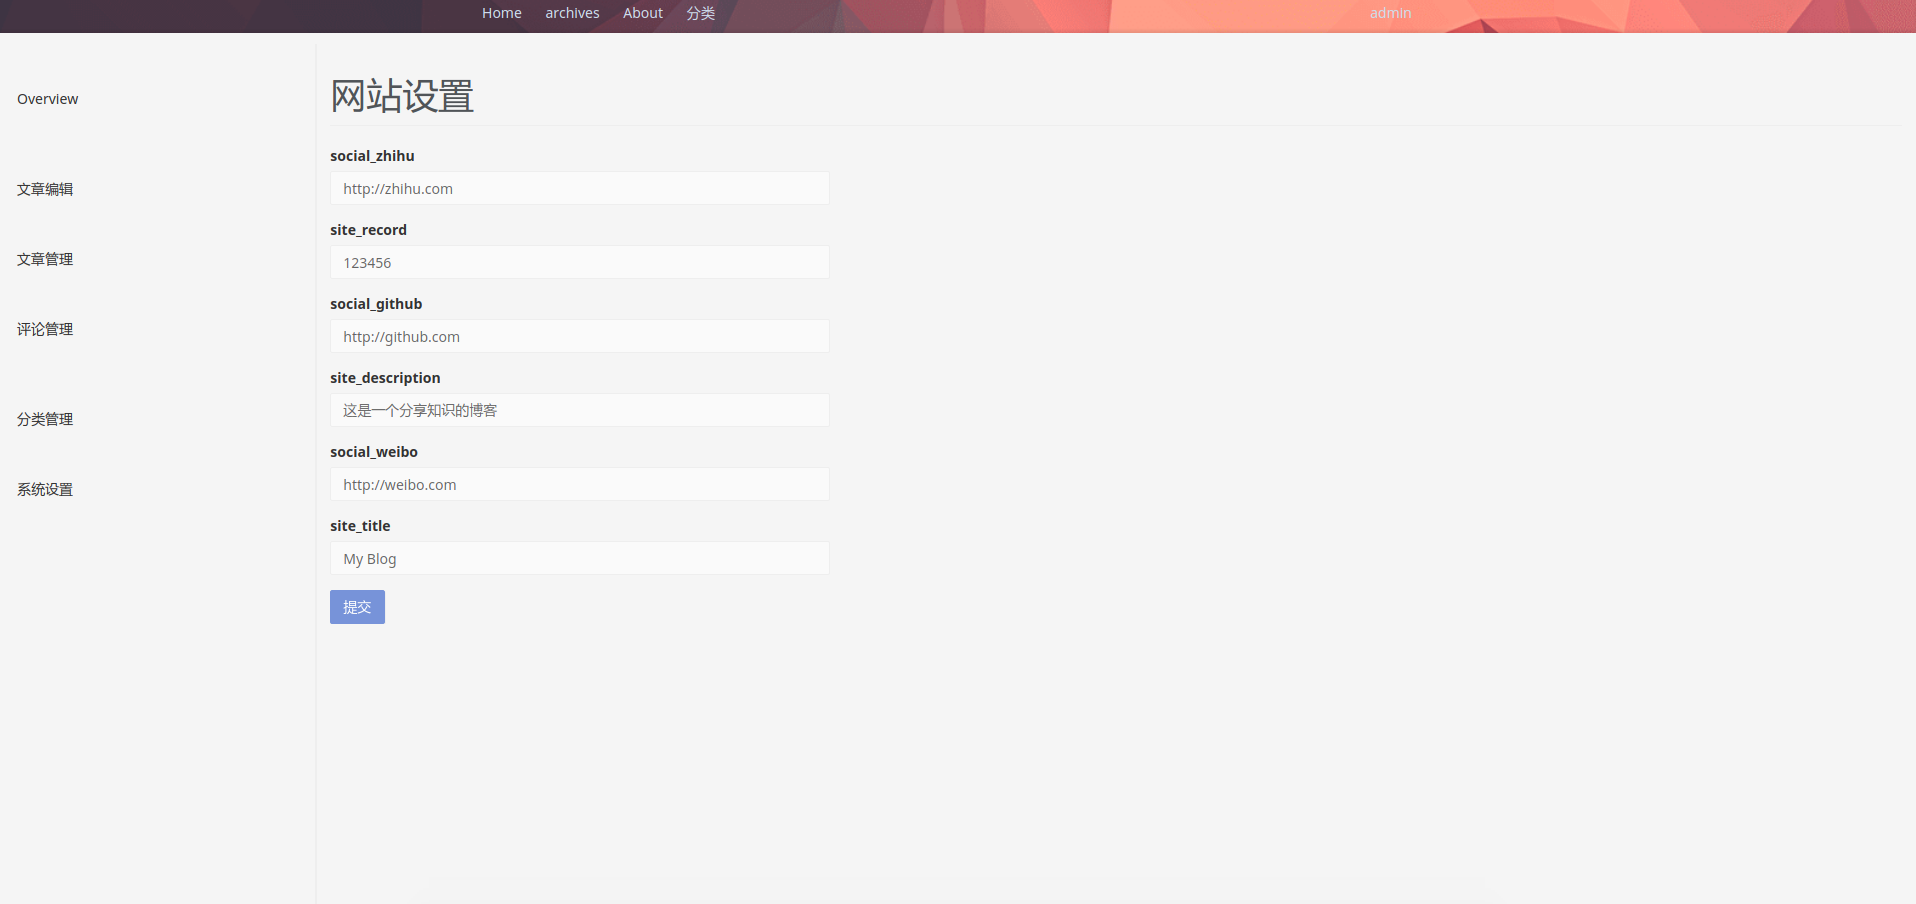 Home archives About 分类 admin
Overview
文章编辑
文章管理
评论管理
分类管理
系统设置
网站设置
social_zhihu
http://zhihu.com
site_record
123456
social_github
http://github.com
site_description
这是一个分享知识的博客
social_weibo
http://weibo.com
site_title
My Blog
提交